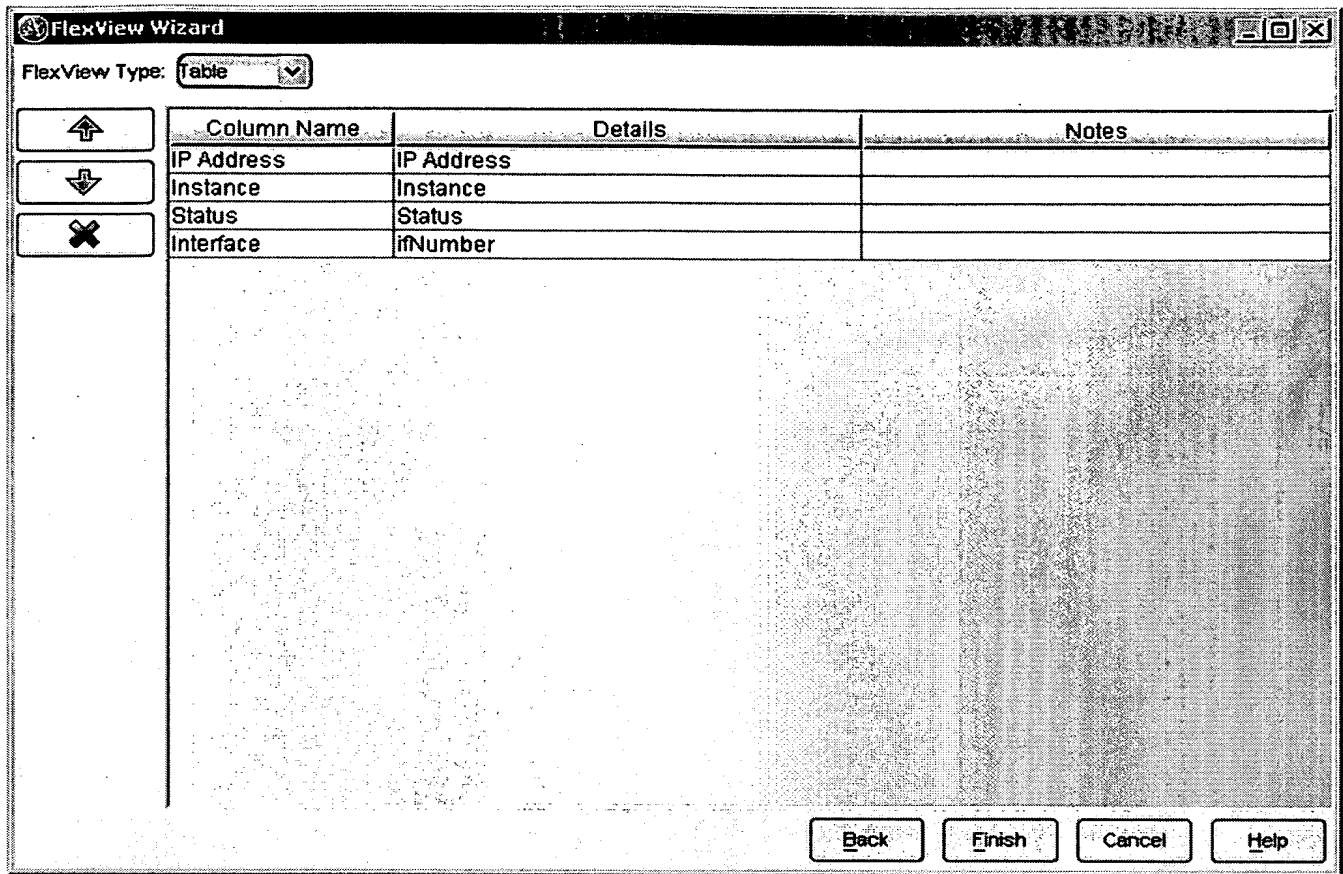 FlexView Wizard
FlexView Type: Table
Column Name Details Notes
IP Address IP Address
Instance Instance
Status Status
Interface ifNumber
Back Finish Cancel Help